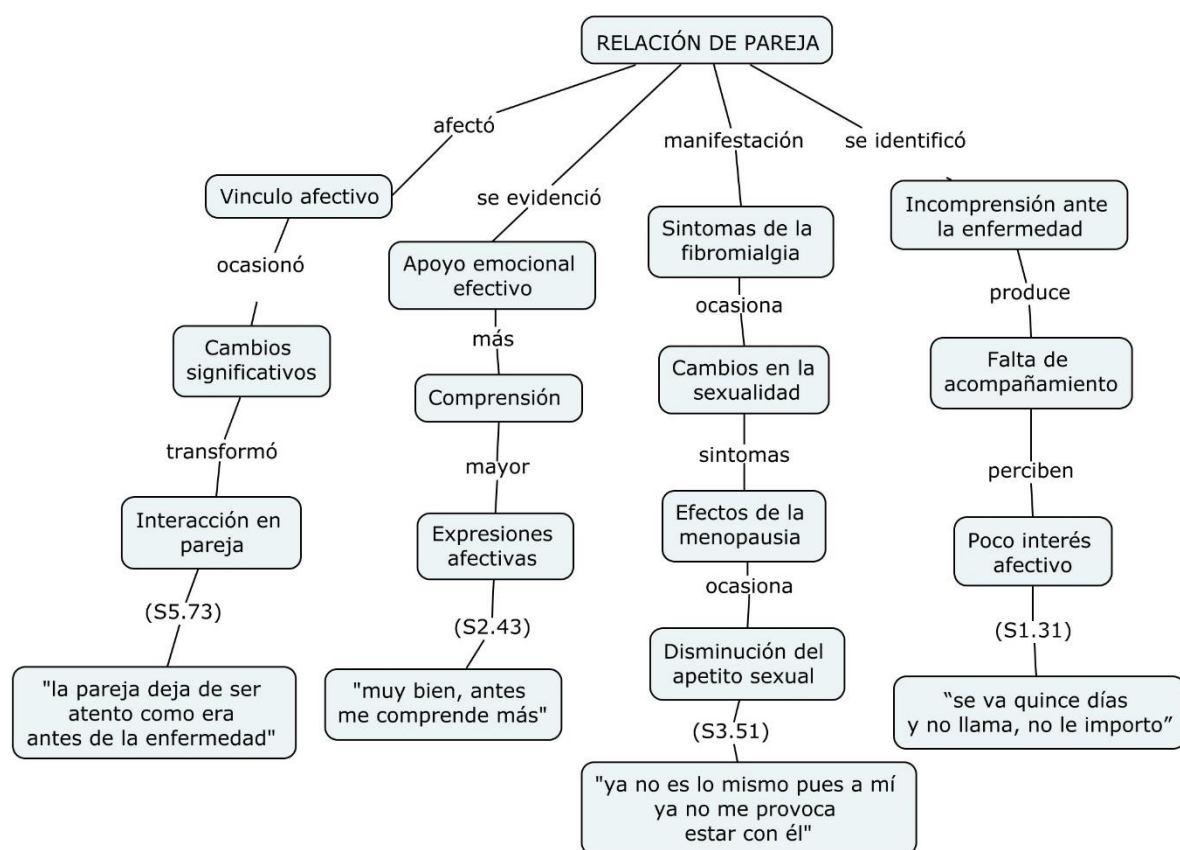 RELACIÓN DE PAREJA
afectó
Vinculo afectivo
ocasionó
Cambios
significativos
transformó
Interacción en
pareja
(S5.73)
"la pareja deja de ser
atento como era
antes de la enfermedad"
se evidenció
Apoyo emocional
efectivo
más
Comprensión
mayor
Expresiones
afectivas
(S2.43)
"muy bien, antes
me comprende más"
manifestación
Sintomas de la
fibromialgia
ocasiona
Cambios en la
sexualidad
sintomas
Efectos de la
menopausia
ocasiona
Disminución del
apetito sexual
(S3.51)
"ya no es lo mismo pues a mí
ya no me provoca
estar con él"
se identificó
Incomprensión ante
la enfermedad
produce
Falta de
acompañamiento
perciben
Poco interés
afectivo
(S1.31)
“se va quince días
y no llama, no le importo”